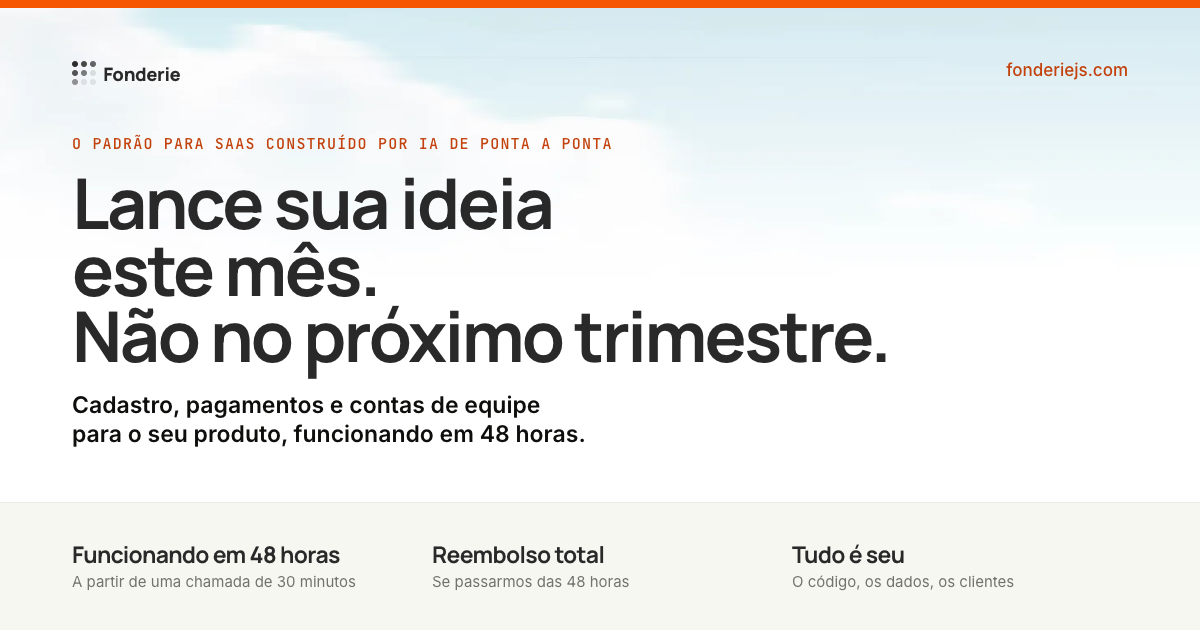 Fonderie
fonderiejs.com
O PADRÃO PARA SAAS CONSTRUÍDO POR IA DE PONTA A PONTA
Lance sua ideia
este mês.
Não no próximo trimestre.
Cadastro, pagamentos e contas de equipe
para o seu produto, funcionando em 48 horas.
Funcionando em 48 horas
A partir de uma chamada de 30 minutos
Reembolso total
Se passarmos das 48 horas
Tudo é seu
O código, os dados, os clientes